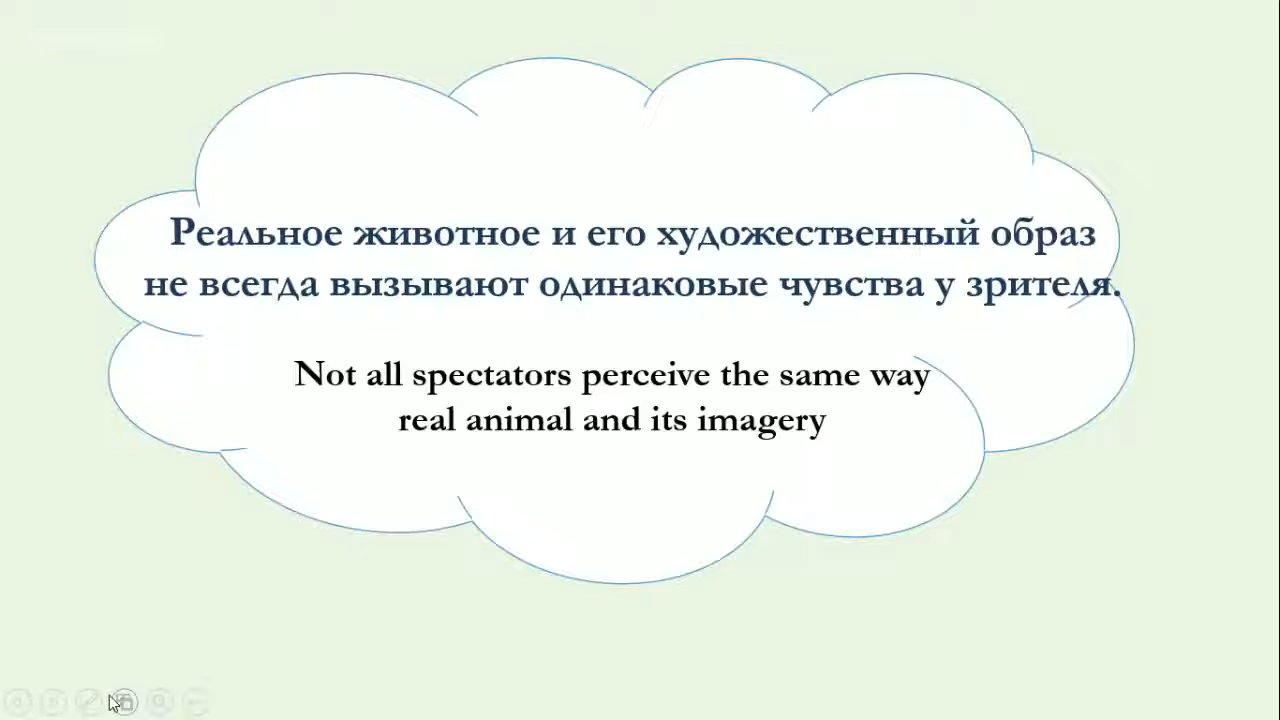 Реальное животное и его художественный образ
не всегда вызывают одинаковые чувства у зрителя.
Not all spectators perceive the same way
real animal and its imagery